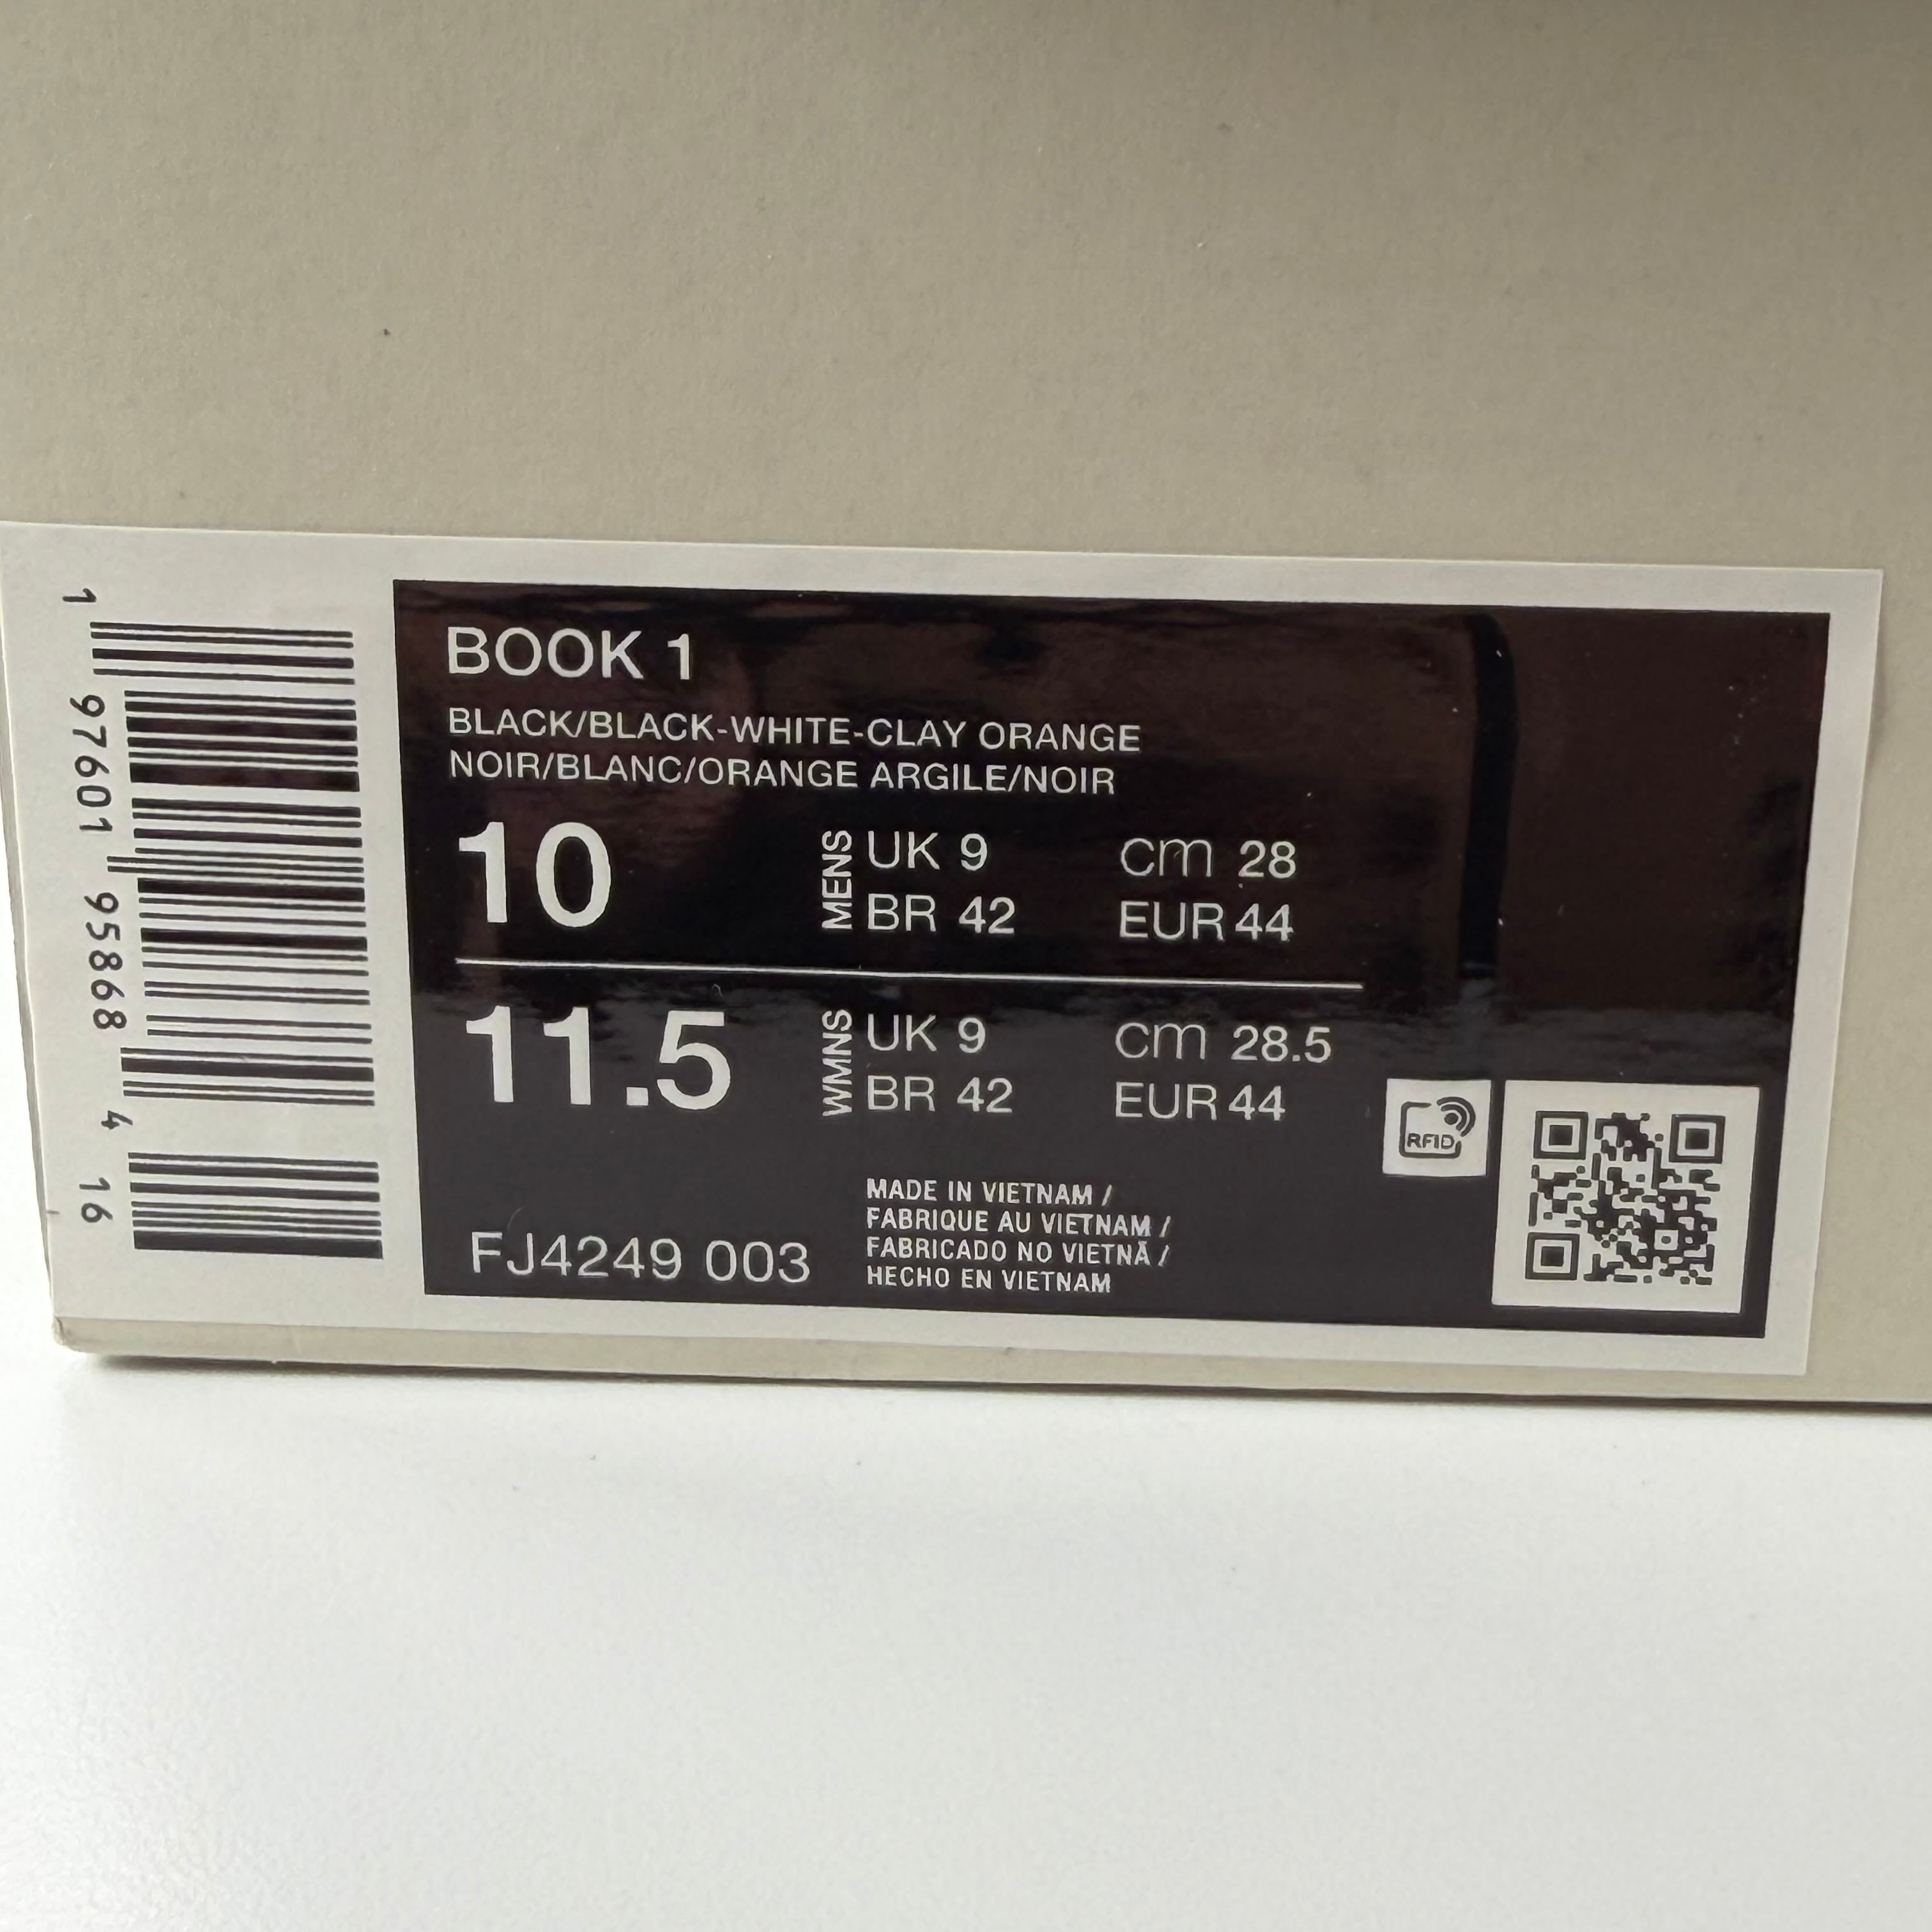 1 97601 95868 4 16
BOOK 1
BLACK/BLACK-WHITE-CLAY ORANGE
NOIR/BLANC/ORANGE ARGILE/NOIR
10 MENS UK 9 cm 28
BR 42 EUR 44
11.5 WMNS UK 9 cm 28.5
BR 42 EUR 44
RFID
MADE IN VIETNAM /
FABRIQUE AU VIETNAM /
FABRICADO NO VIETNÃ /
HECHO EN VIETNAM
FJ4249 003